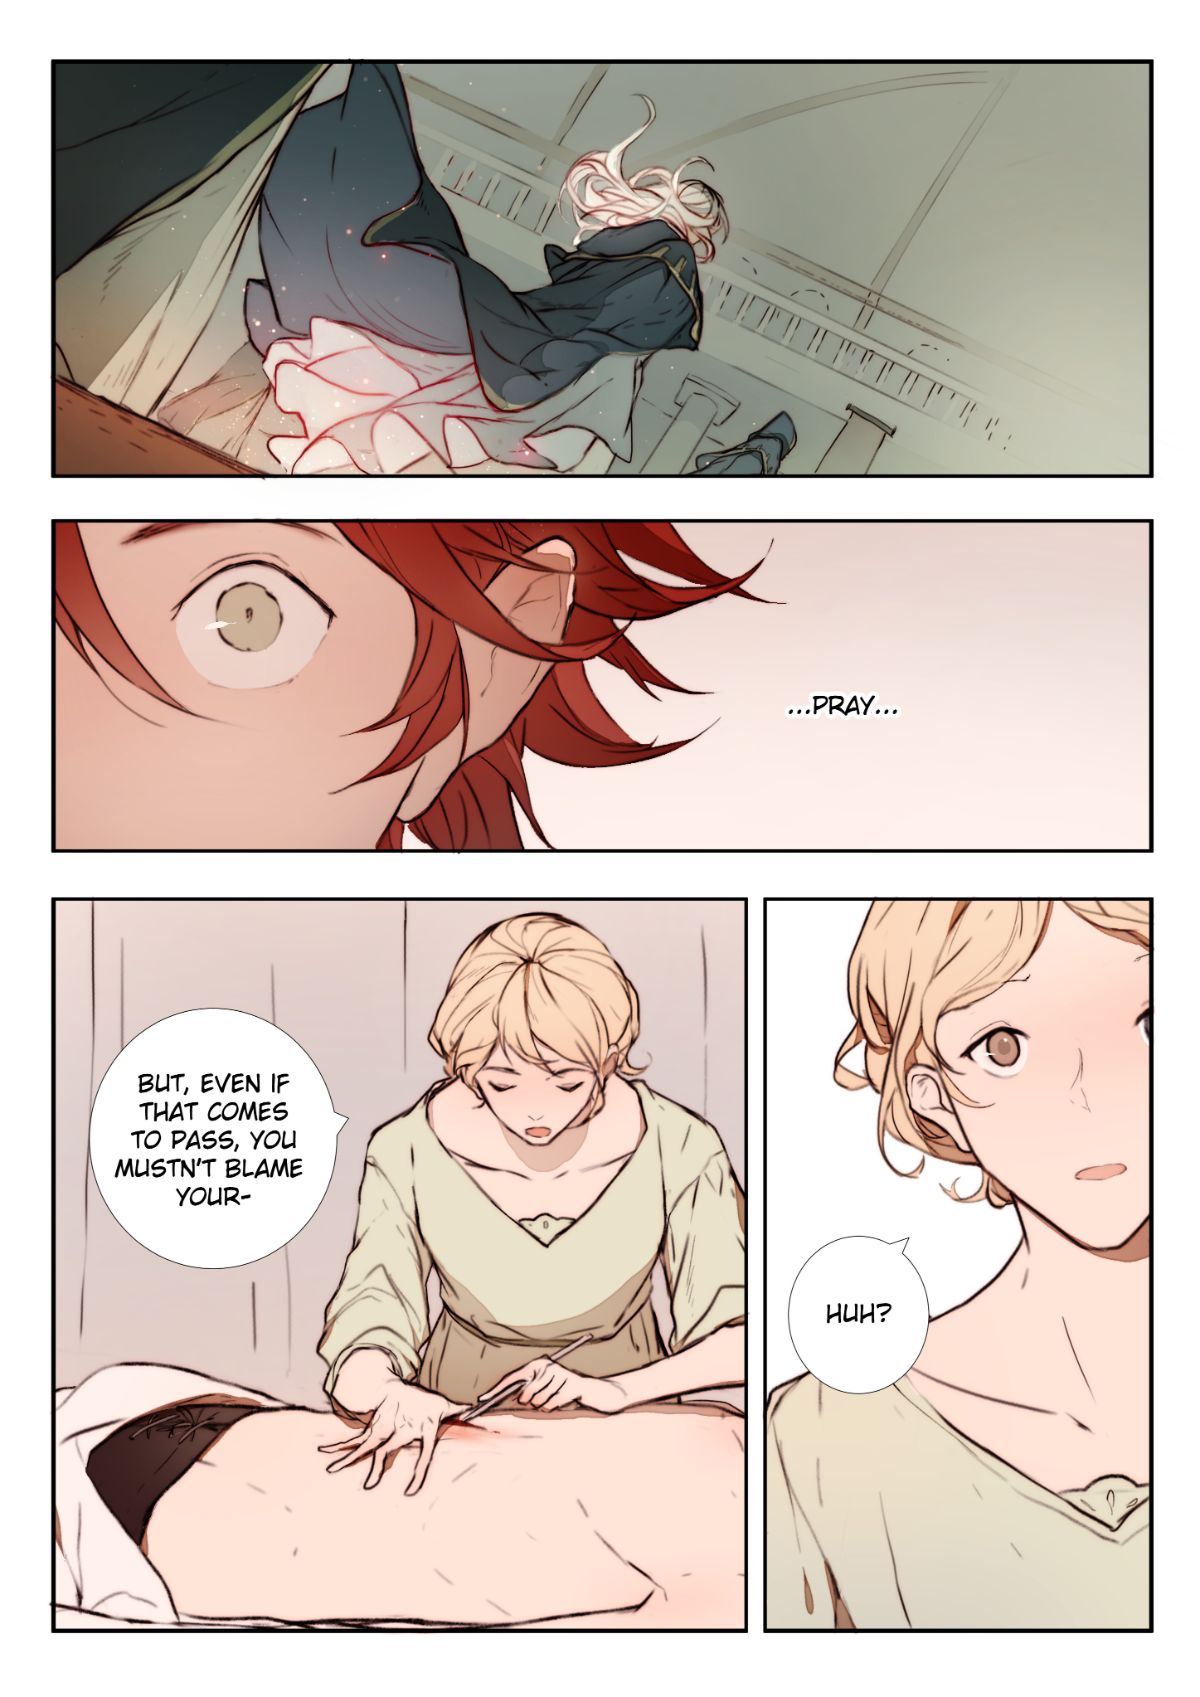 ...PRAY...
BUT, EVEN IF
THAT COMES
TO PASS, YOU
MUSTN'T BLAME
YOUR-
HUH?